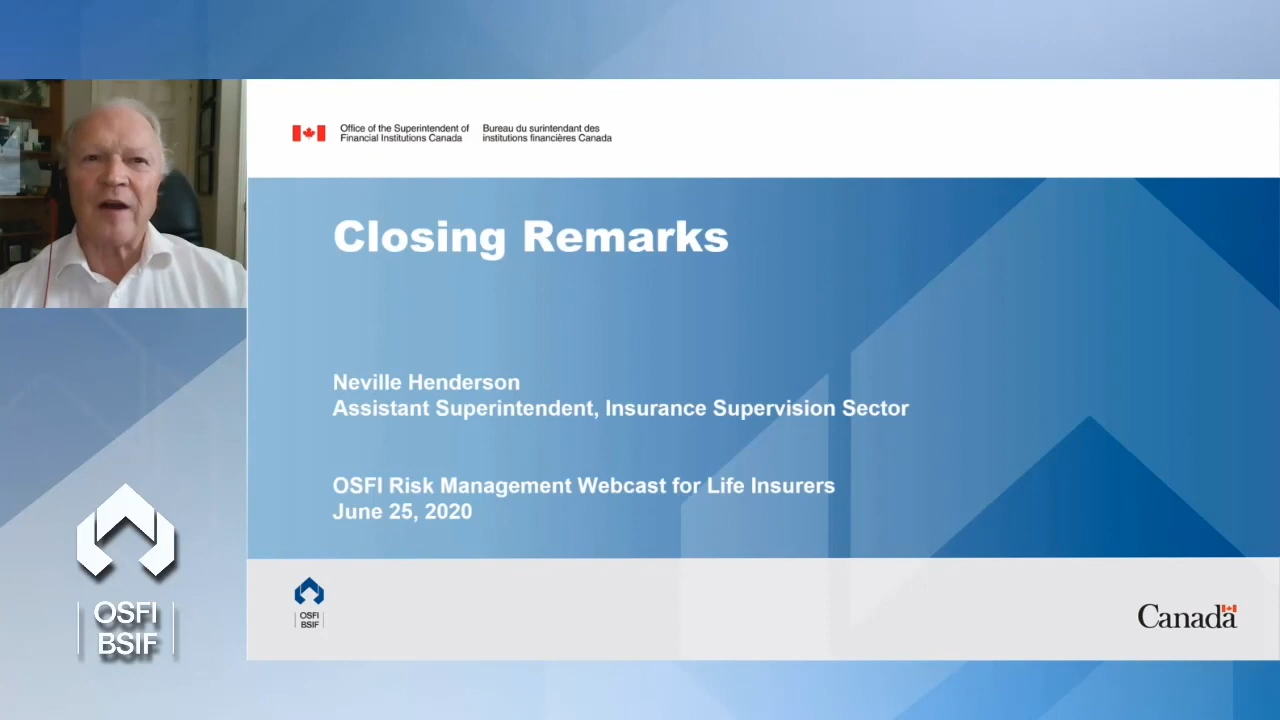 Office of the Superintendent of
Financial Institutions Canada
Bureau du surintendant des
institutions financières Canada
Closing Remarks
Neville Henderson
Assistant Superintendent, Insurance Supervision Sector
OSFI Risk Management Webcast for Life Insurers
June 25, 2020
OSFI
BSIF
OSFI
BSIF
Canada